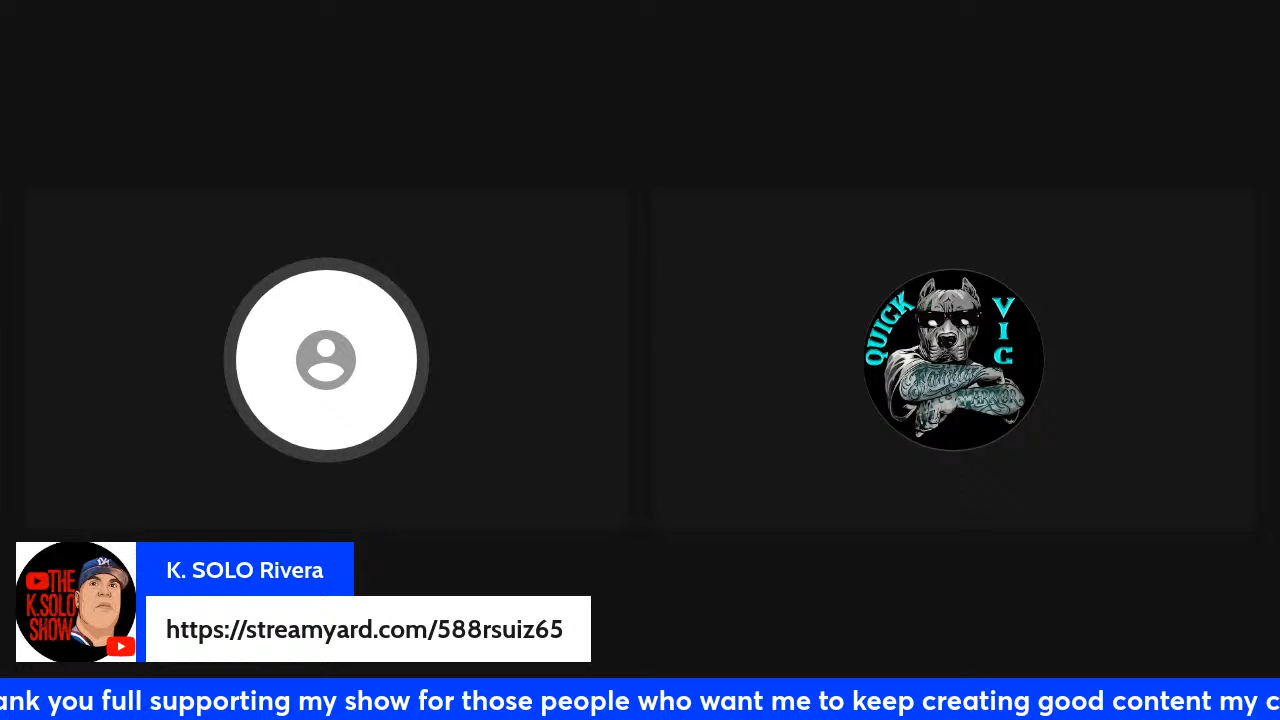 QUICK
VIC
THE
K.SOLO
SHOW
K. SOLO Rivera
https://streamyard.com/588rsuiz65
ank you full supporting my show for those people who want me to keep creating good content my c